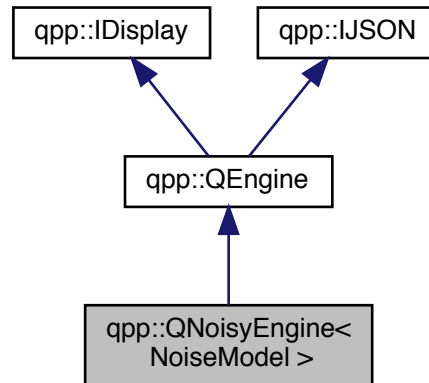 qpp::IDisplay
qpp::IJSON
qpp::QEngine
qpp::QNoisyEngine<
NoiseModel >